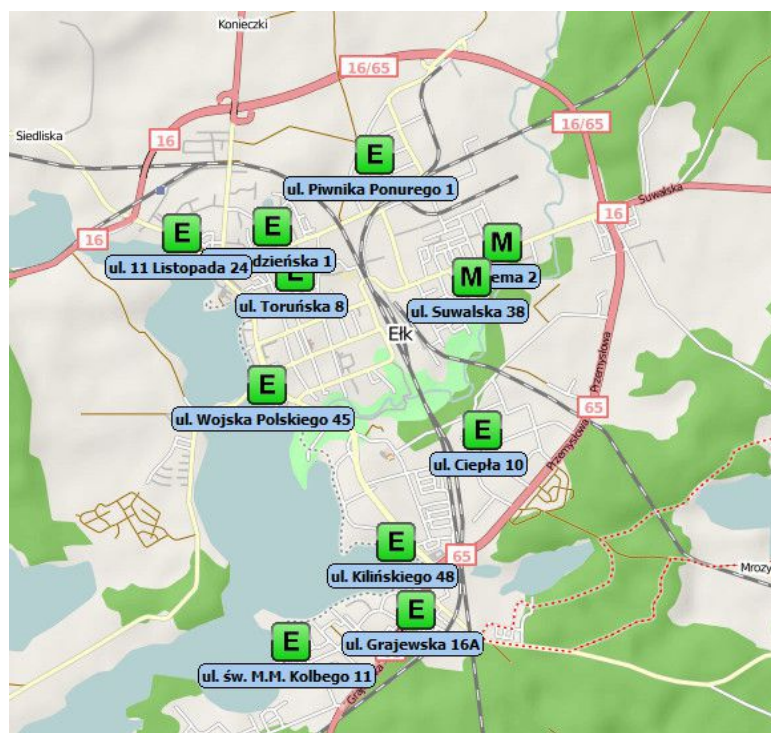 Konieczki
16/65
16/65
16
Siedliska
E
ul. Piwnika Ponurego 1
Suwalska
16
16
E
E
M
ul. 11 Listopada 24
dzieńska 1
ema 2
E
M
ul. Toruńska 8
ul. Suwalska 38
Ełk
Przemysłowa
E
65
ul. Wojska Polskiego 45
E
Przemysłowa
ul. Ciepła 10
E
65
ul. Kilińskiego 48
Mrozy
E
ul. Grajewska 16A
E
ul. św. M.M. Kolbego 11